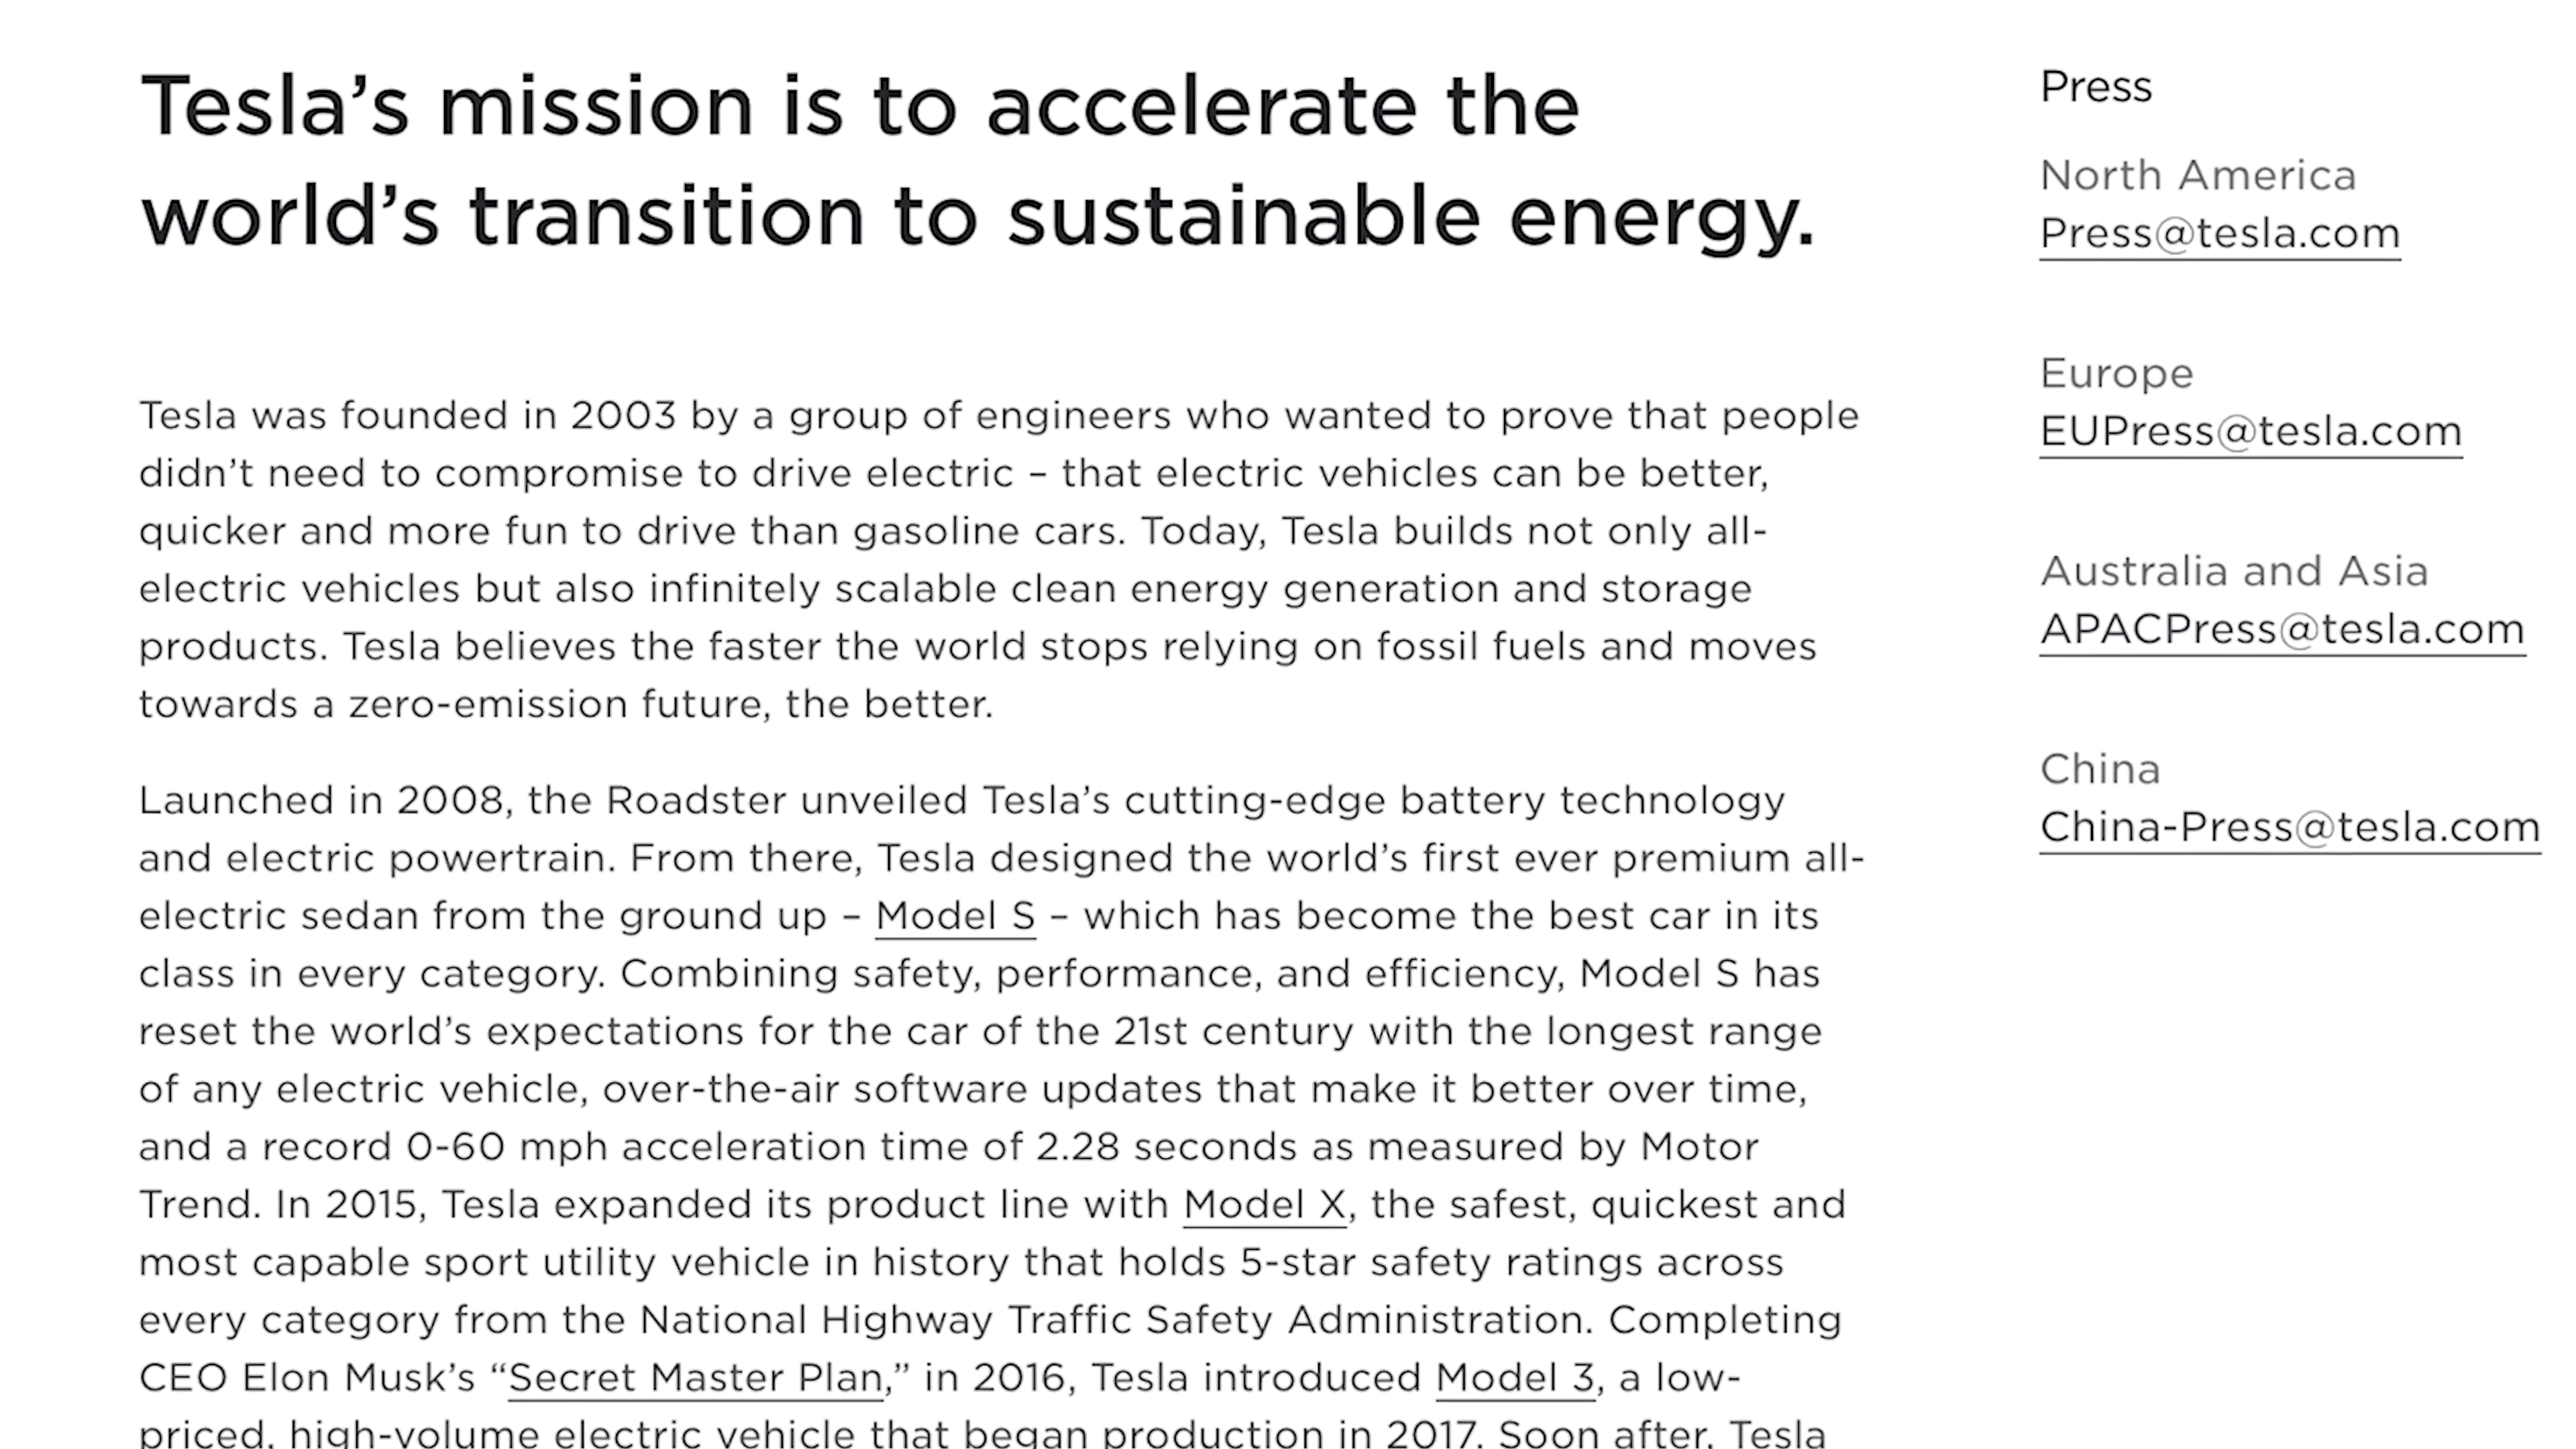 Tesla’s mission is to accelerate the
world’s transition to sustainable energy.
Tesla was founded in 2003 by a group of engineers who wanted to prove that people
didn’t need to compromise to drive electric – that electric vehicles can be better,
quicker and more fun to drive than gasoline cars. Today, Tesla builds not only all-
electric vehicles but also infinitely scalable clean energy generation and storage
products. Tesla believes the faster the world stops relying on fossil fuels and moves
towards a zero-emission future, the better.
Launched in 2008, the Roadster unveiled Tesla’s cutting-edge battery technology
and electric powertrain. From there, Tesla designed the world’s first ever premium all-
electric sedan from the ground up – Model S – which has become the best car in its
class in every category. Combining safety, performance, and efficiency, Model S has
reset the world’s expectations for the car of the 21st century with the longest range
of any electric vehicle, over-the-air software updates that make it better over time,
and a record 0-60 mph acceleration time of 2.28 seconds as measured by Motor
Trend. In 2015, Tesla expanded its product line with Model X, the safest, quickest and
most capable sport utility vehicle in history that holds 5-star safety ratings across
every category from the National Highway Traffic Safety Administration. Completing
CEO Elon Musk’s “Secret Master Plan,” in 2016, Tesla introduced Model 3, a low-
priced, high-volume electric vehicle that began production in 2017. Soon after, Tesla
Press
North America
Press@tesla.com
Europe
EUPress@tesla.com
Australia and Asia
APACPress@tesla.com
China
China-Press@tesla.com